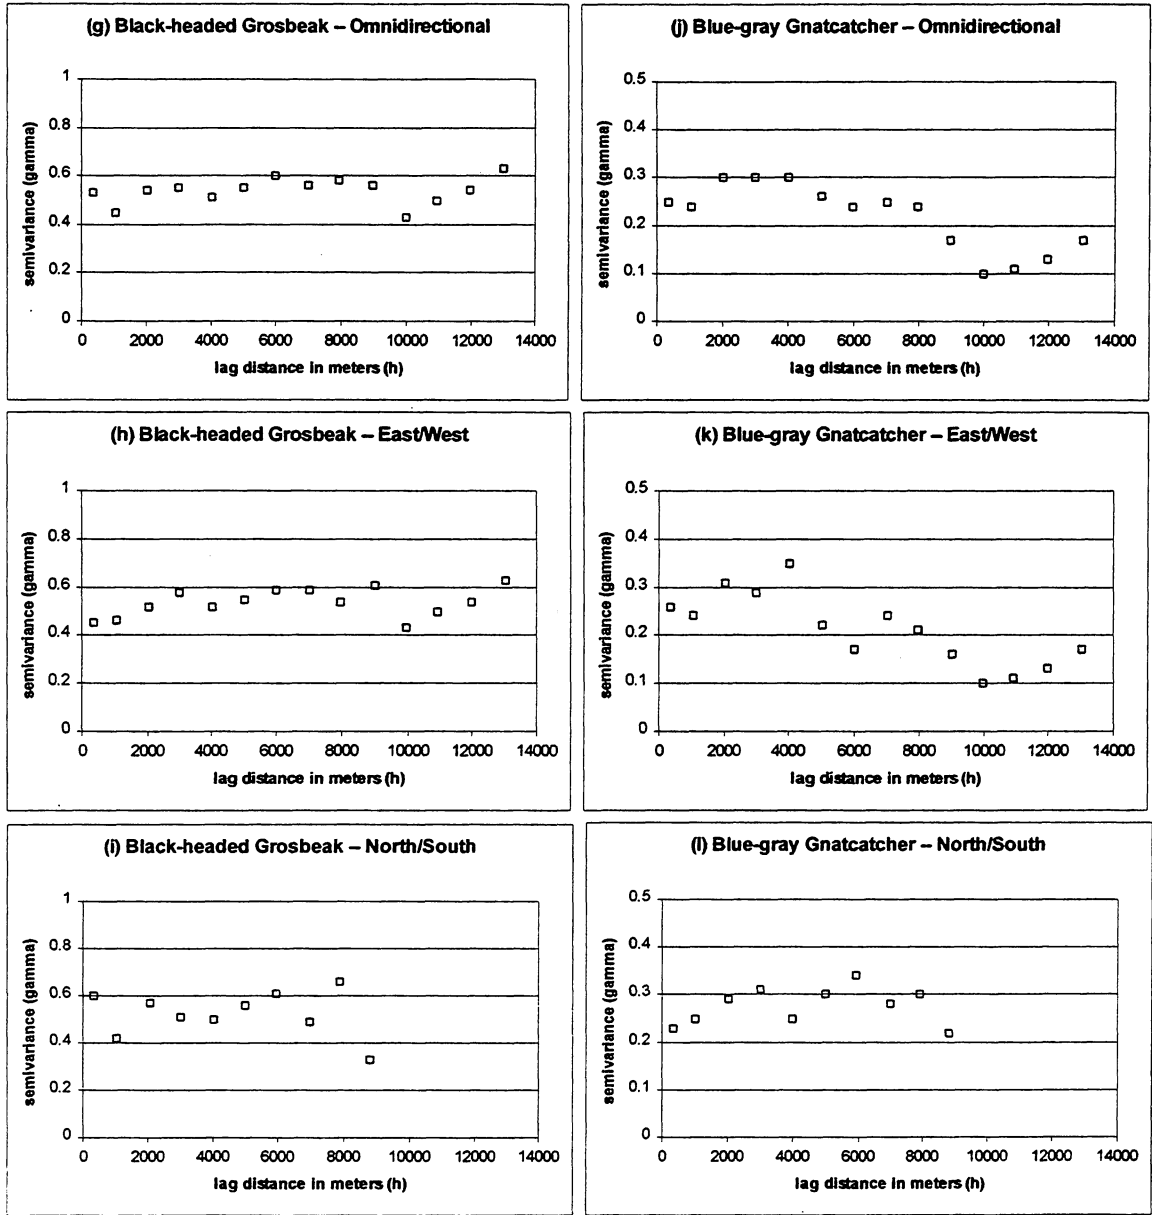 (g) Black-headed Grosbeak – Omnidirectional
1
0.8
0.6
0.4
0.2
0
semivariance (gamma)
0 2000 4000 6000 8000 10000 12000 14000
lag distance in meters (h)
(j) Blue-gray Gnatcatcher – Omnidirectional
0.5
0.4
0.3
0.2
0.1
0
semivariance (gamma)
0 2000 4000 6000 8000 10000 12000 14000
lag distance in meters (h)
(h) Black-headed Grosbeak – East/West
1
0.8
0.6
0.4
0.2
0
semivariance (gamma)
0 2000 4000 6000 8000 10000 12000 14000
lag distance in meters (h)
(k) Blue-gray Gnatcatcher – East/West
0.5
0.4
0.3
0.2
0.1
0
semivariance (gamma)
0 2000 4000 6000 8000 10000 12000 14000
lag distance in meters (h)
(i) Black-headed Grosbeak – North/South
1
0.8
0.6
0.4
0.2
0
semivariance (gamma)
0 2000 4000 6000 8000 10000 12000 14000
lag distance in meters (h)
(l) Blue-gray Gnatcatcher – North/South
0.5
0.4
0.3
0.2
0.1
0
semivariance (gamma)
0 2000 4000 6000 8000 10000 12000 14000
lag distance in meters (h)